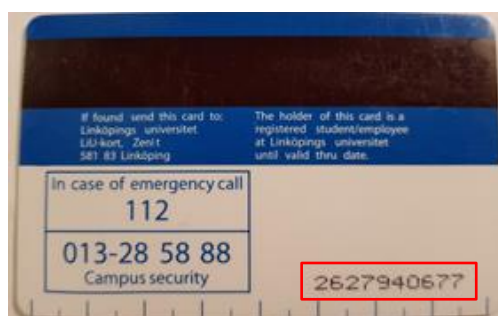 If found send this card to:
Linköpings universitet
LiU-kort, Zenit
581 83 Linköping
The holder of this card is a
registered student/employee
at Linköpings universitet
until valid thru date.
In case of emergency call
112
013-28 58 88
Campus security
2627940677